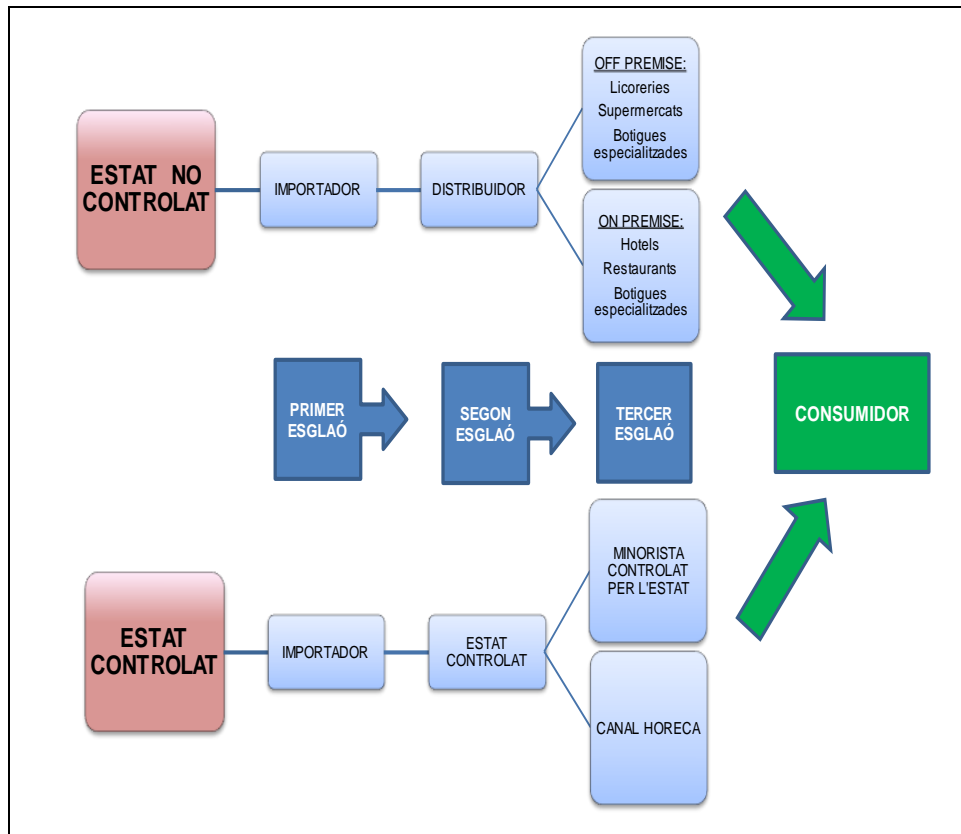 ESTAT NO
CONTROLAT
IMPORTADOR
DISTRIBUIDOR
OFF PREMISE:
Licoreries
Supermercats
Botigues
especialitzades
ON PREMISE:
Hotels
Restaurants
Botigues
especialitzades
PRIMER
ESGLAÓ
SEGON
ESGLAÓ
TERCER
ESGLAÓ
CONSUMIDOR
ESTAT
CONTROLAT
IMPORTADOR
ESTAT
CONTROLAT
MINORISTA
CONTROLAT
PER L'ESTAT
CANAL HORECA